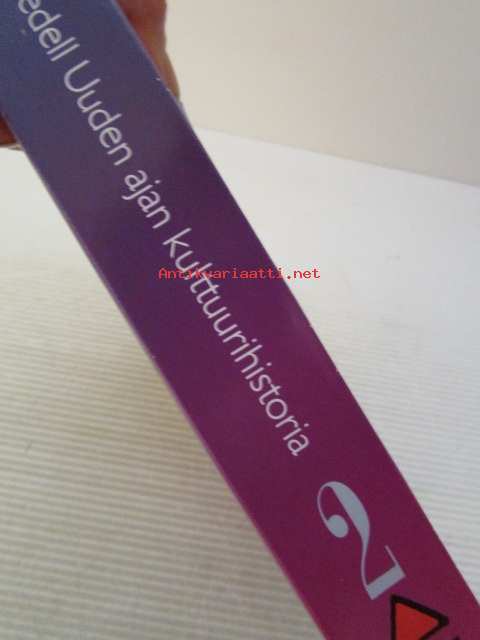 edell Uuden ajan kulttuurihistoria
2
Antikvariaatti.net